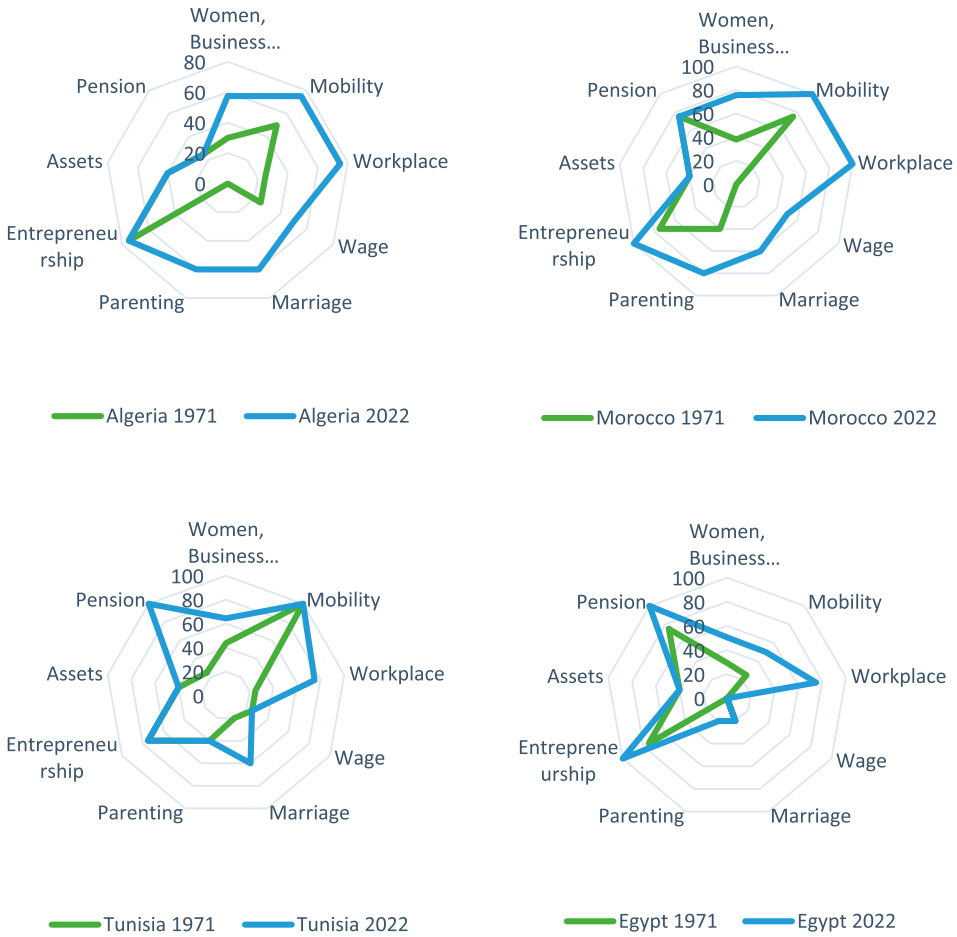 Women,
Business...
80
60
40
20
0
Mobility
Workplace
Wage
Marriage
Parenting
Entrepreneu
rship
Assets
Pension
Algeria 1971
Algeria 2022
Women,
Business...
100
80
60
40
20
0
Mobility
Workplace
Wage
Marriage
Parenting
Entrepreneu
rship
Assets
Pension
Morocco 1971
Morocco 2022
Women,
Business...
100
80
60
40
20
0
Mobility
Workplace
Wage
Marriage
Parenting
Entrepreneu
rship
Assets
Pension
Tunisia 1971
Tunisia 2022
Women,
Business...
100
80
60
40
20
0
Mobility
Workplace
Wage
Marriage
Parenting
Entreprene
urship
Assets
Pension
Egypt 1971
Egypt 2022